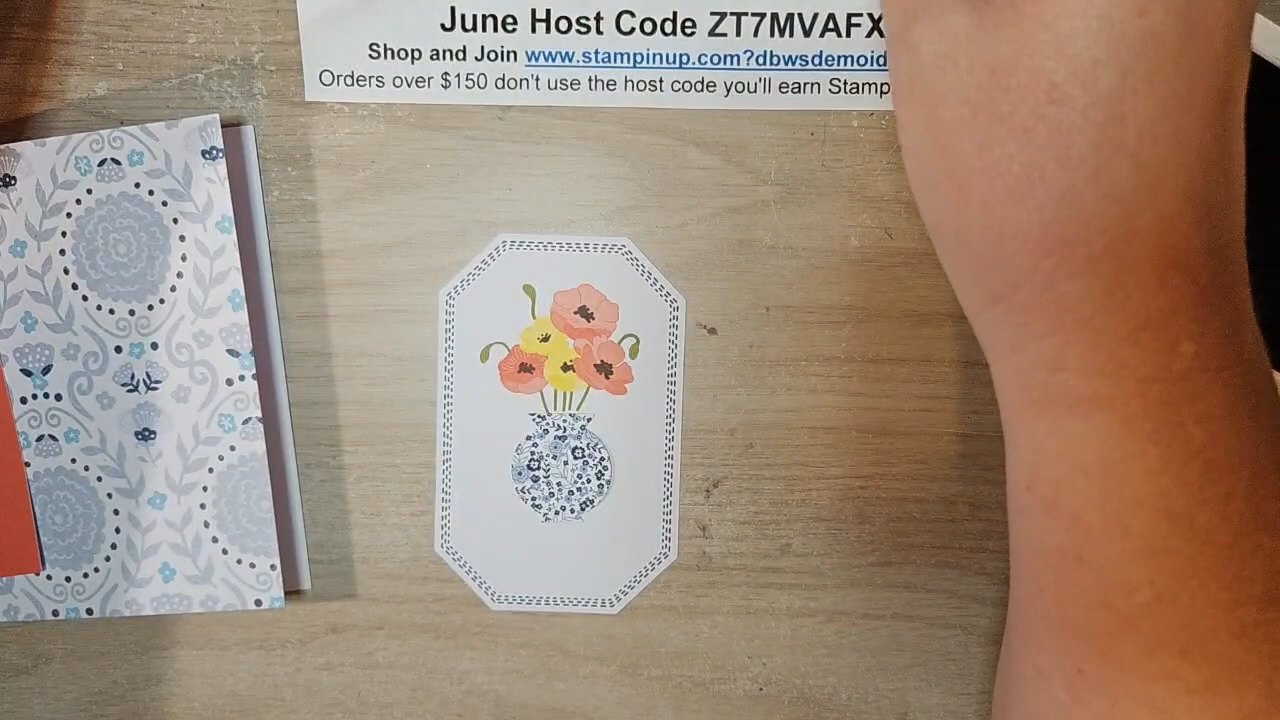 June Host Code ZT7MVAFX
Shop and Join www.stampinup.com?dbwsdemoid
Orders over $150 don't use the host code you'll earn Stamp